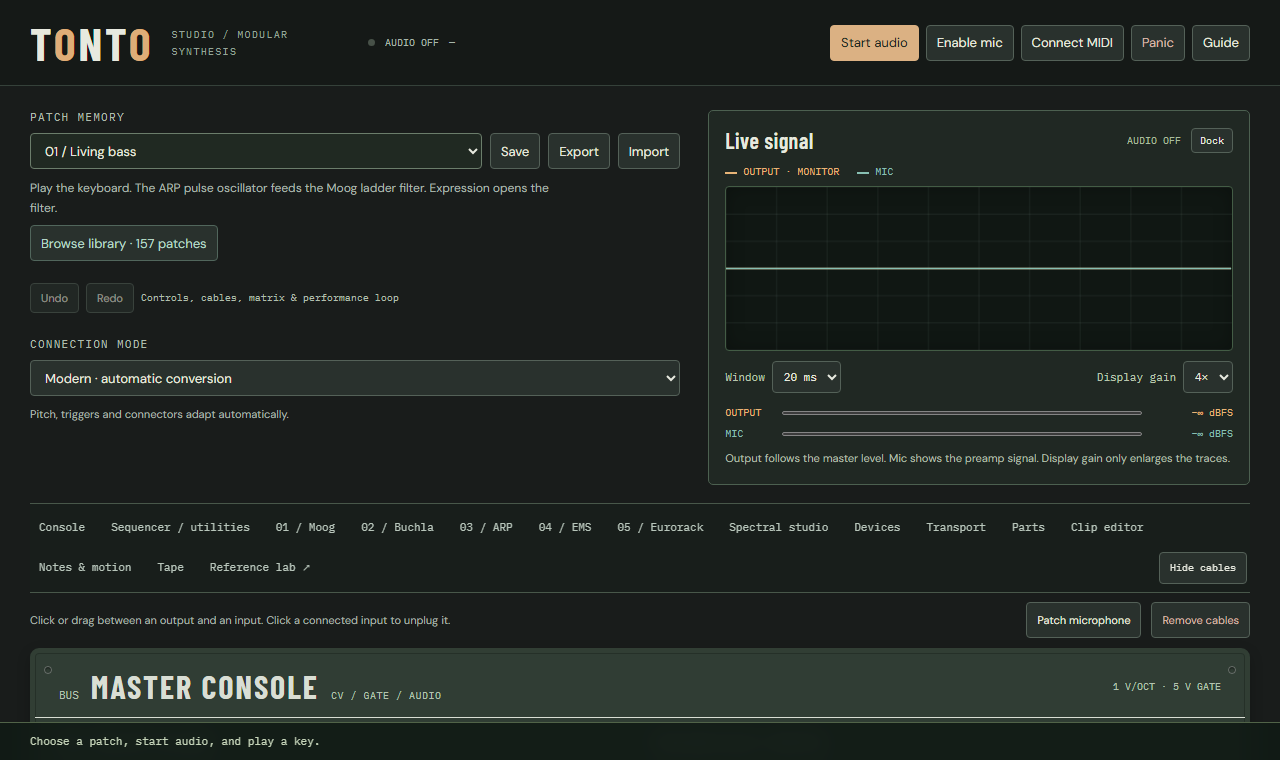 TONTO
STUDIO / MODULAR
SYNTHESIS
AUDIO OFF –
Start audio
Enable mic
Connect MIDI
Panic
Guide
PATCH MEMORY
01 / Living bass
Save
Export
Import
Play the keyboard. The ARP pulse oscillator feeds the Moog ladder filter. Expression opens the
filter.
Browse library · 157 patches
Undo
Redo
Controls, cables, matrix & performance loop
CONNECTION MODE
Modern · automatic conversion
Pitch, triggers and connectors adapt automatically.
Live signal
AUDIO OFF
Dock
OUTPUT · MONITOR
MIC
Window
20 ms
Display gain
4×
OUTPUT
−∞ dBFS
MIC
−∞ dBFS
Output follows the master level. Mic shows the preamp signal. Display gain only enlarges the traces.
Console
Sequencer / utilities
01 / Moog
02 / Buchla
03 / ARP
04 / EMS
05 / Eurorack
Spectral studio
Devices
Transport
Parts
Clip editor
Notes & motion
Tape
Reference lab ↗
Hide cables
Click or drag between an output and an input. Click a connected input to unplug it.
Patch microphone
Remove cables
BUS
MASTER CONSOLE
CV / GATE / AUDIO
1 V/OCT · 5 V GATE
Choose a patch, start audio, and play a key.